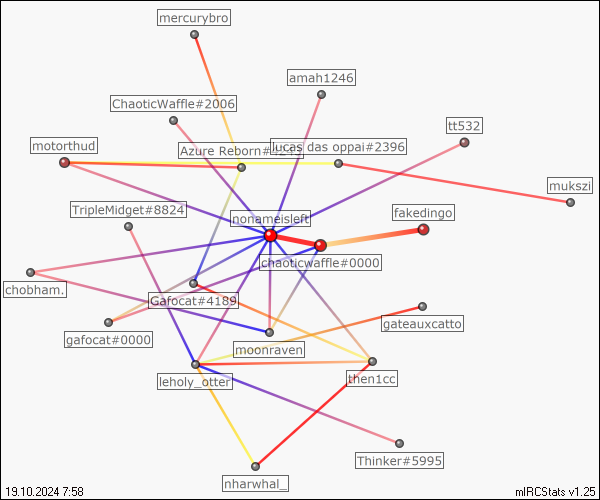 mercurybro
amah1246
ChaoticWaffle#2006
tt532
motorthud
Azure Reborn
lucas das oppai#2396
mukszi
TripleMidget#8824
nonameisleft
fakedingo
chaoticwaffle#0000
chobham.
Gafocat#4189
gateauxcatto
gafocat#0000
moonraven
leholy_otter
then1cc
Thinker#5995
nharwhal_
19.10.2024 7:58
mIRCStats v1.25